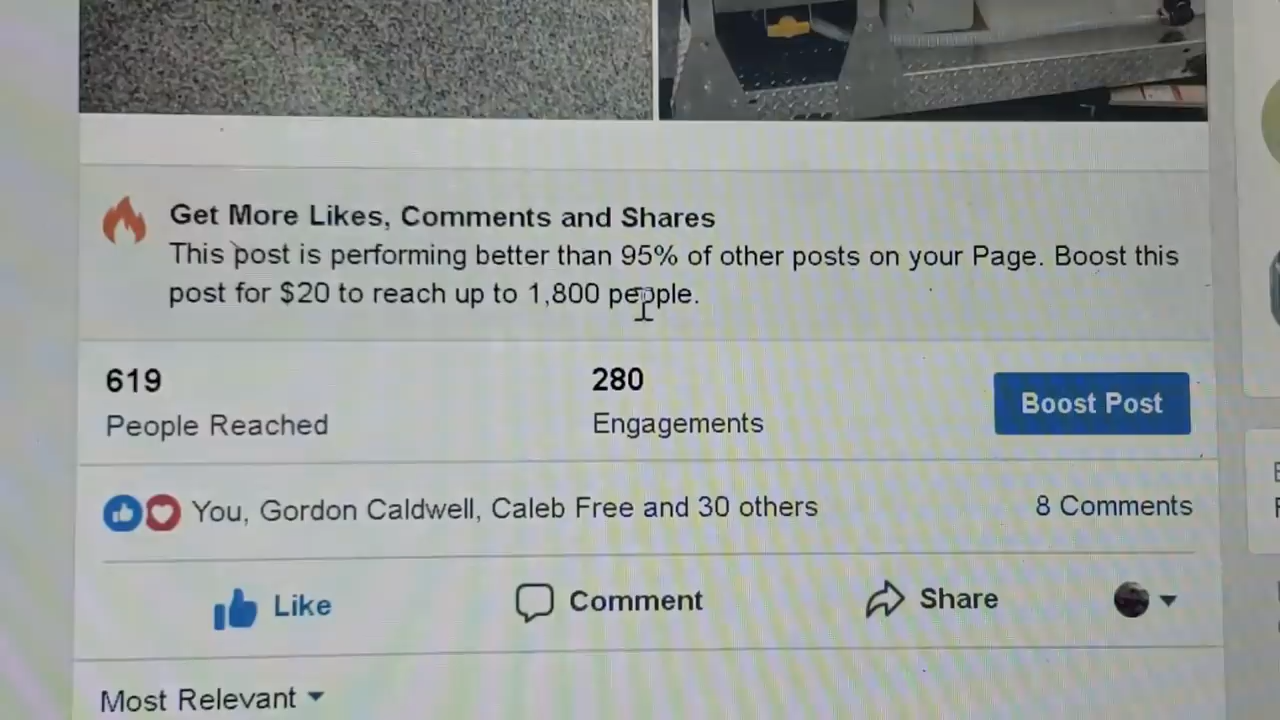 Get More Likes, Comments and Shares
This post is performing better than 95% of other posts on your Page. Boost this
post for $20 to reach up to 1,800 people.
619
280
People Reached
Engagements
Boost Post
You, Gordon Caldwell, Caleb Free and 30 others
8 Comments
Like
Comment
Share
Most Relevant